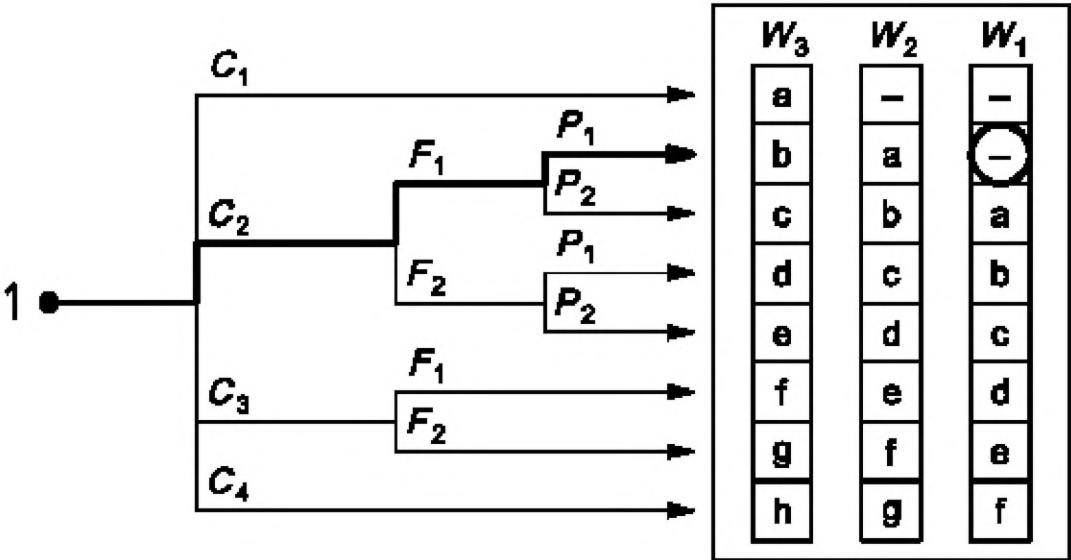 W3 W2 W1
C1 a – –
F1 P1 b a –
P2 c b a
C2
F2 P1 d c b
1
P2 e d c
C3 F1 f e d
F2 g f e
C4 h g f